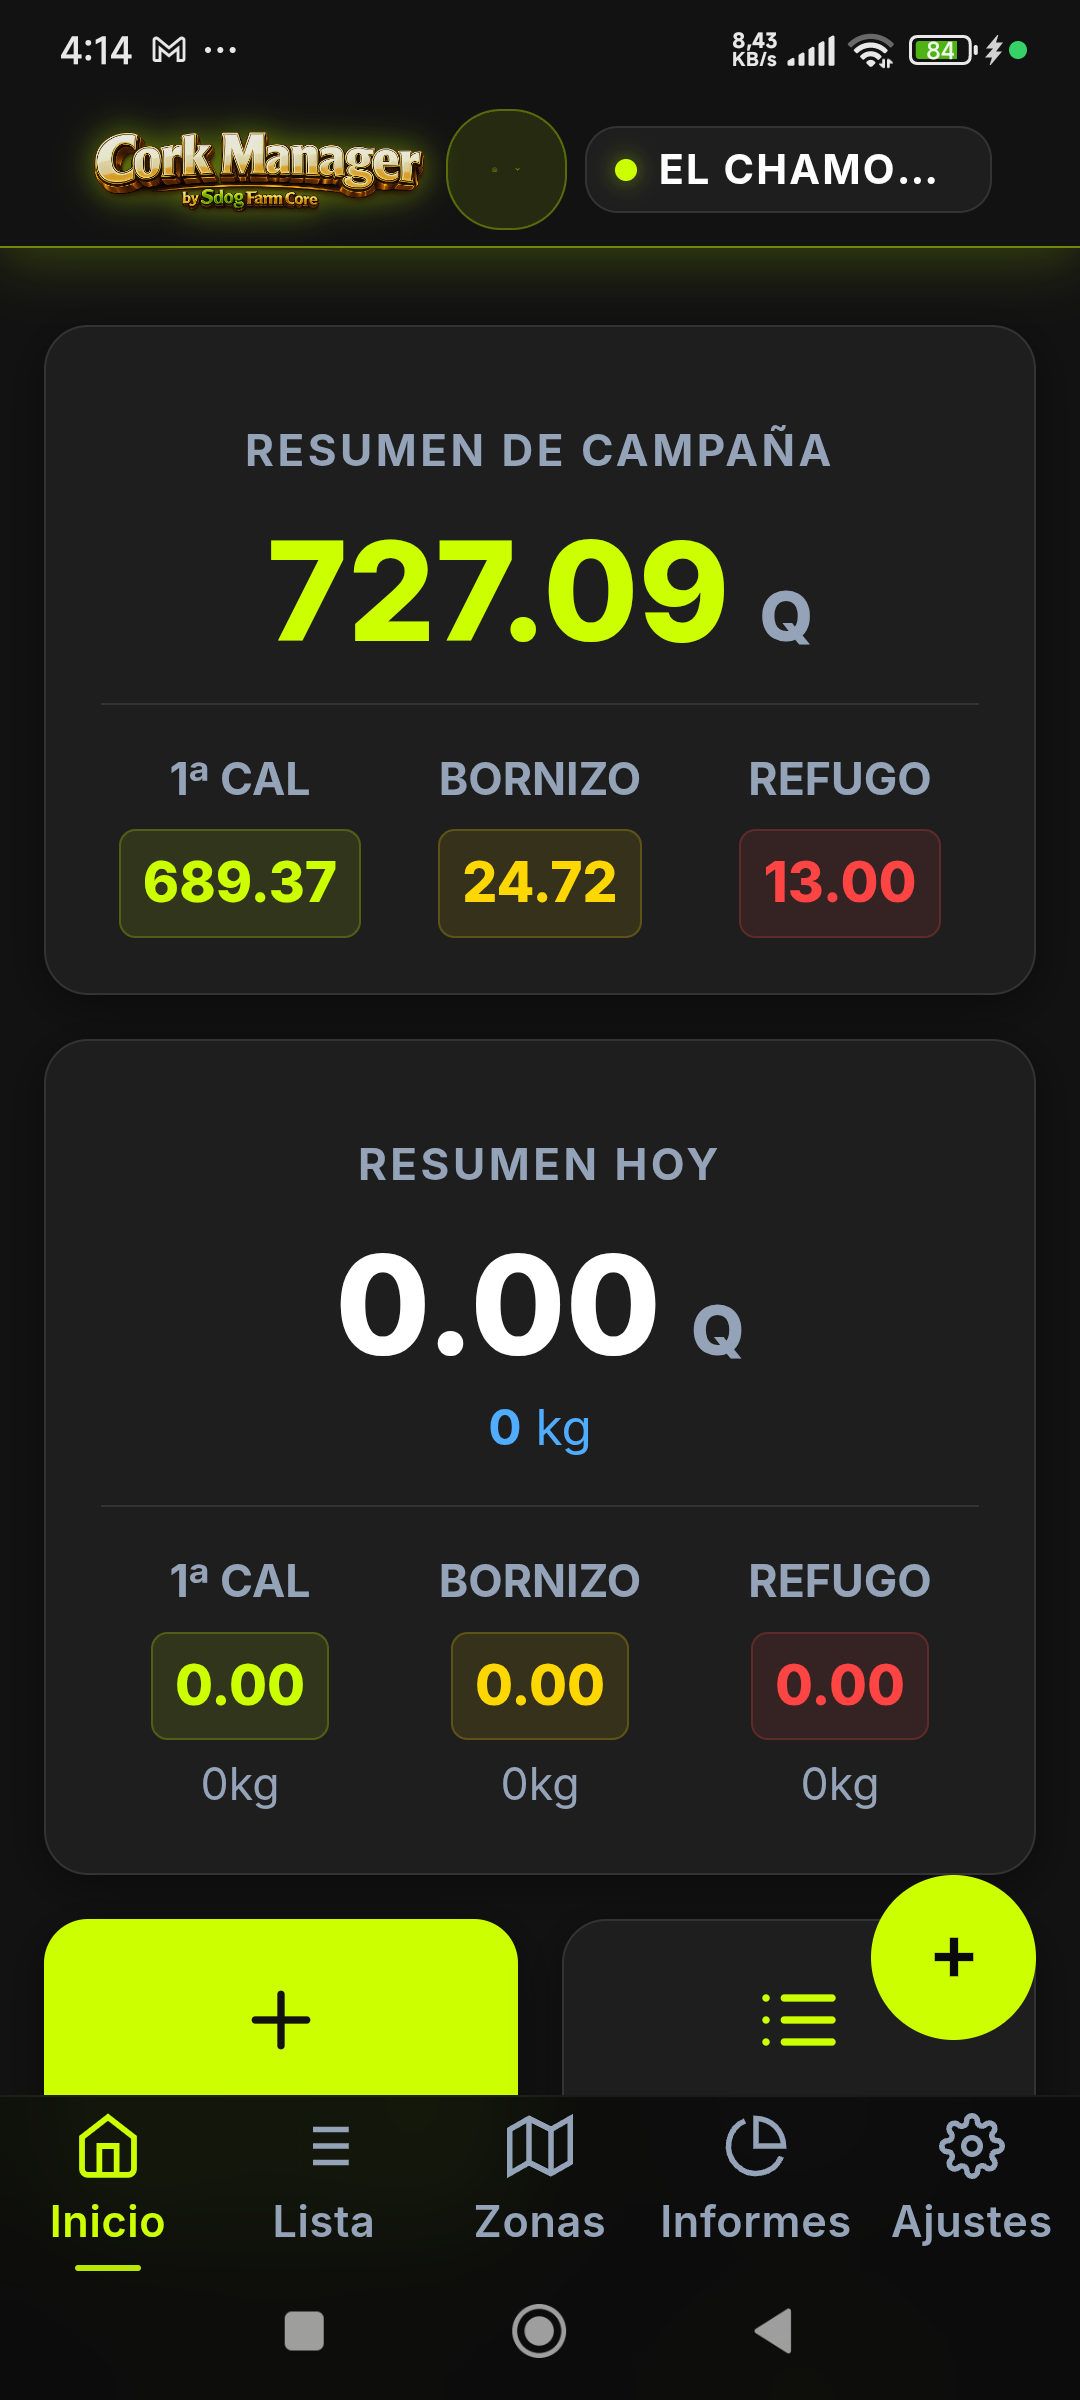 4:14
8,43
KB/s
84
Cork Manager
by Sdog Farm Core
EL CHAMO...
RESUMEN DE CAMPAÑA
727.09 Q
1ª CAL BORNIZO REFUGO
689.37 24.72 13.00
RESUMEN HOY
0.00 Q
0 kg
1ª CAL BORNIZO REFUGO
0.00 0.00 0.00
0kg 0kg 0kg
Inicio Lista Zonas Informes Ajustes